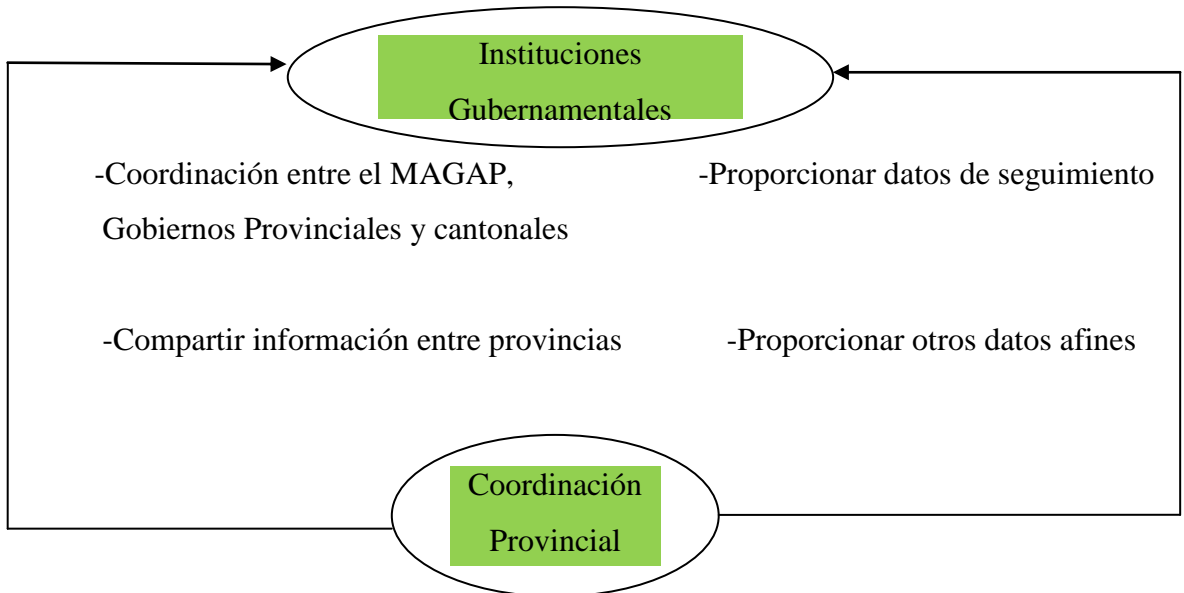 Instituciones
Gubernamentales
-Coordinación entre el MAGAP,
Gobiernos Provinciales y cantonales
-Proporcionar datos de seguimiento
-Compartir información entre provincias
-Proporcionar otros datos afines
Coordinación
Provincial